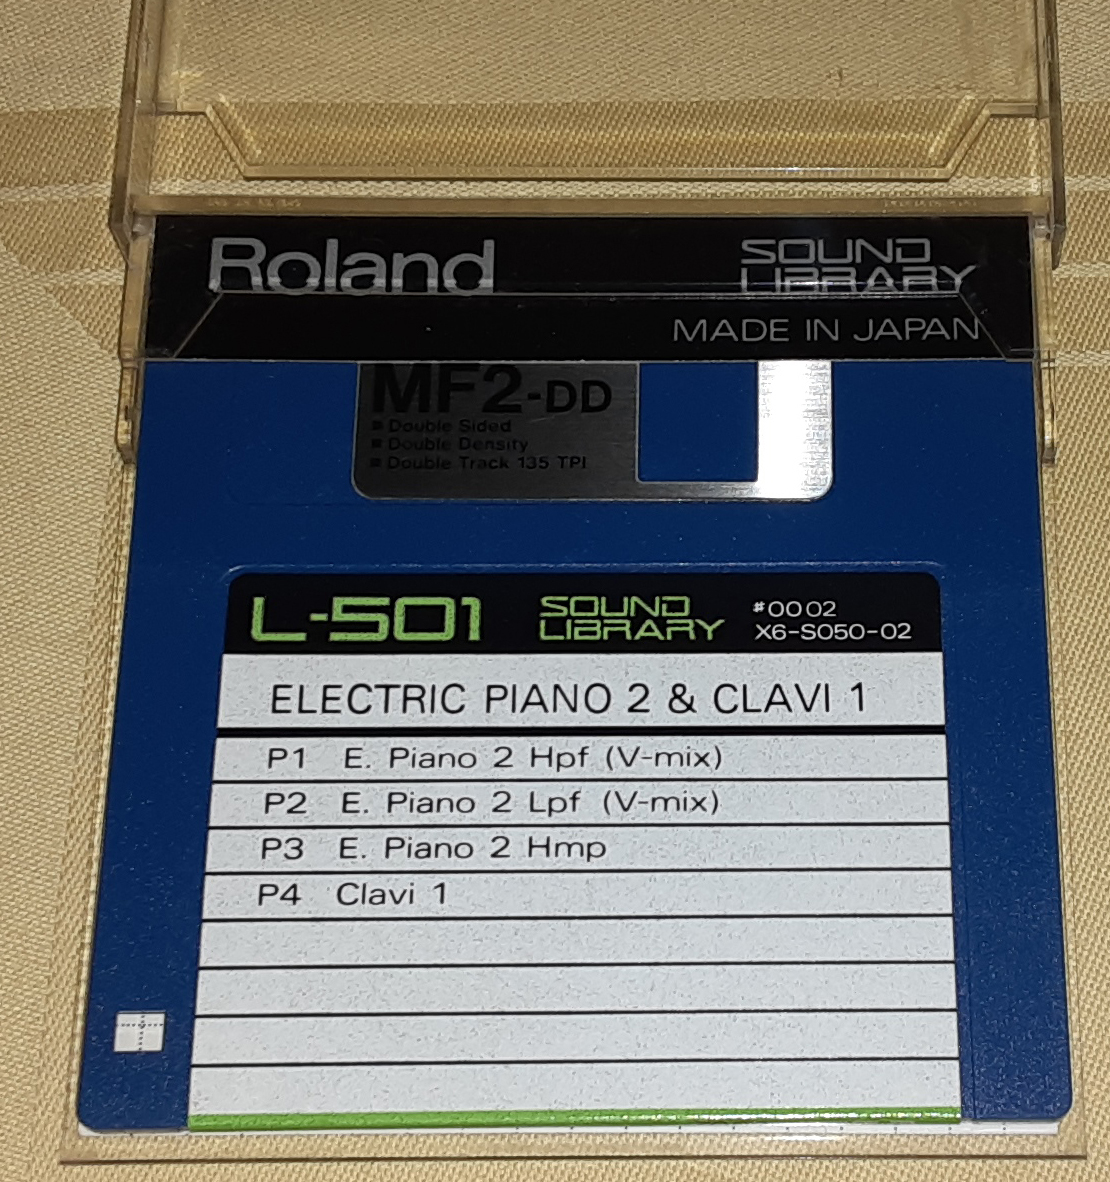 Roland
SOUND
LIBRARY
MADE IN JAPAN
MF2-DD
Double Sided
Double Density
Double Track 135 TPI
L-501
SOUND
LIBRARY
#0002
X6-S050-02
ELECTRIC PIANO 2 & CLAVI 1
P1 E. Piano 2 Hpf (V-mix)
P2 E. Piano 2 Lpf (V-mix)
P3 E. Piano 2 Hmp
P4 Clavi 1